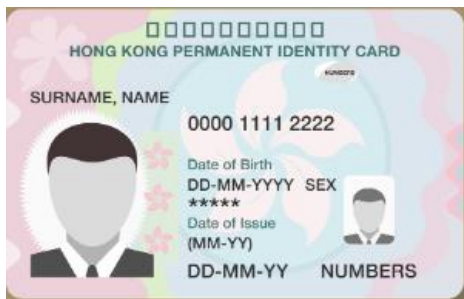 HONG KONG PERMANENT IDENTITY CARD
SURNAME, NAME
0000 1111 2222
Date of Birth
DD-MM-YYYY SEX
*****
Date of Issue
(MM-YY)
DD-MM-YY NUMBERS